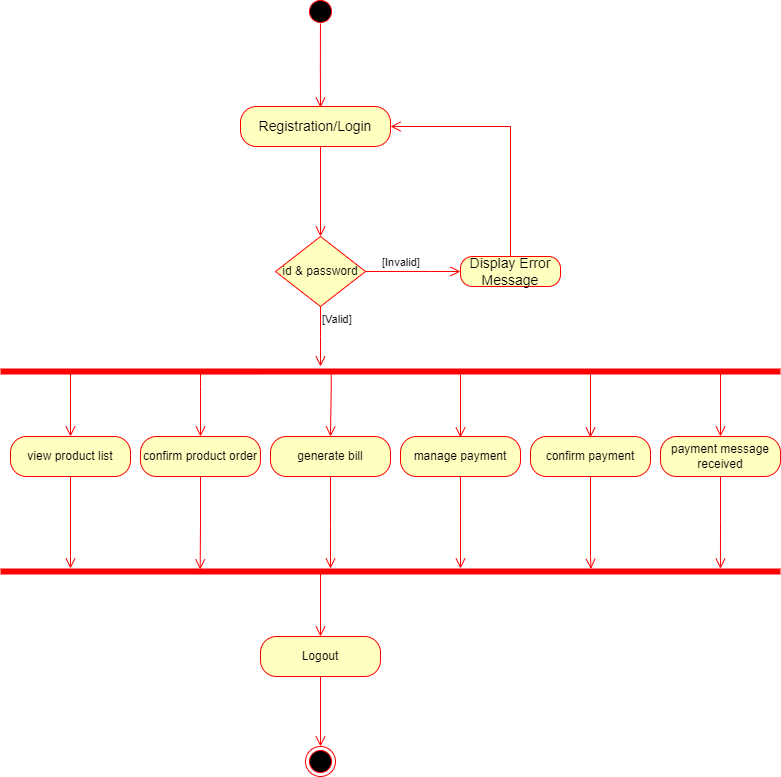 Registration/Login
id & password
[Invalid]
Display Error
Message
[Valid]
view product list
confirm product order
generate bill
manage payment
confirm payment
payment message
received
Logout